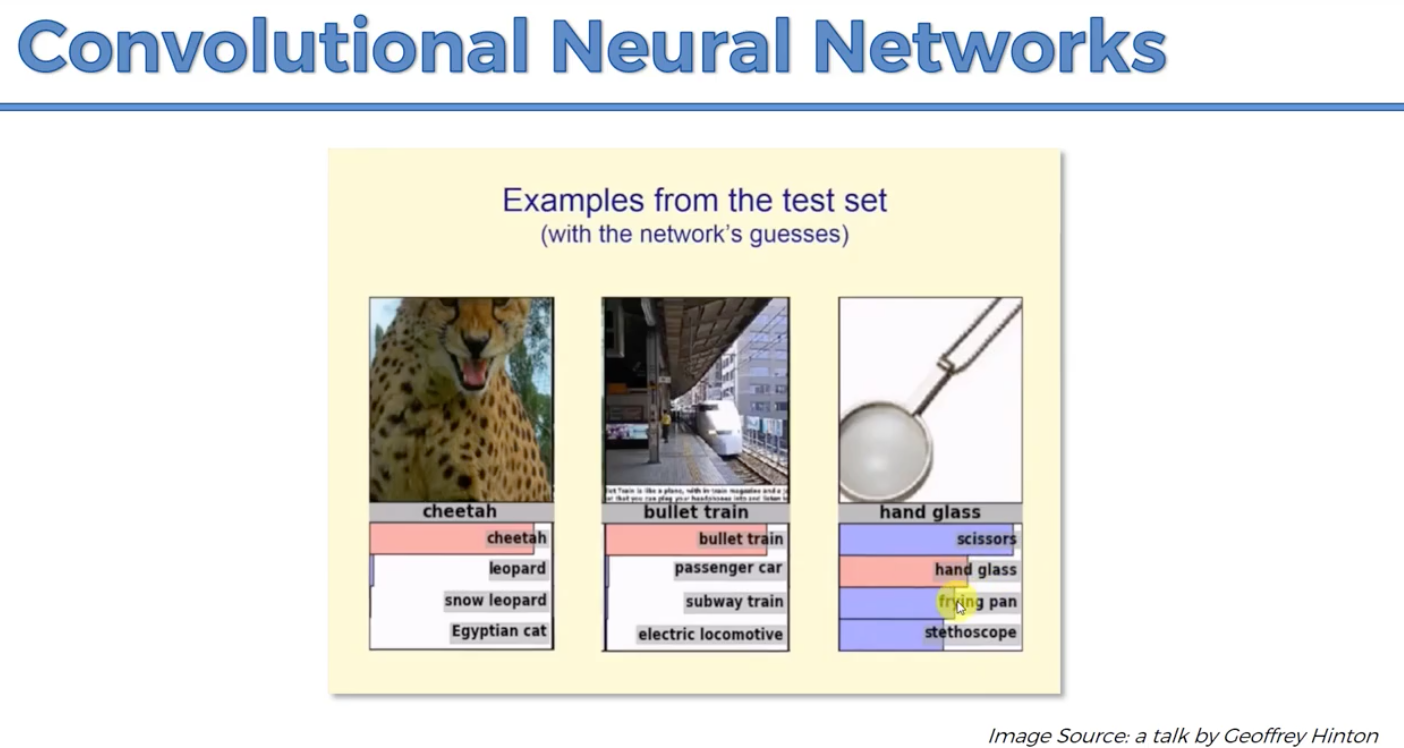 Convolutional Neural Networks
Examples from the test set
(with the network's guesses)
cheetah
cheetah
leopard
snow leopard
Egyptian cat
bullet train
bullet train
passenger car
subway train
electric locomotive
hand glass
scissors
hand glass
frying pan
stethoscope
Image Source: a talk by Geoffrey Hinton